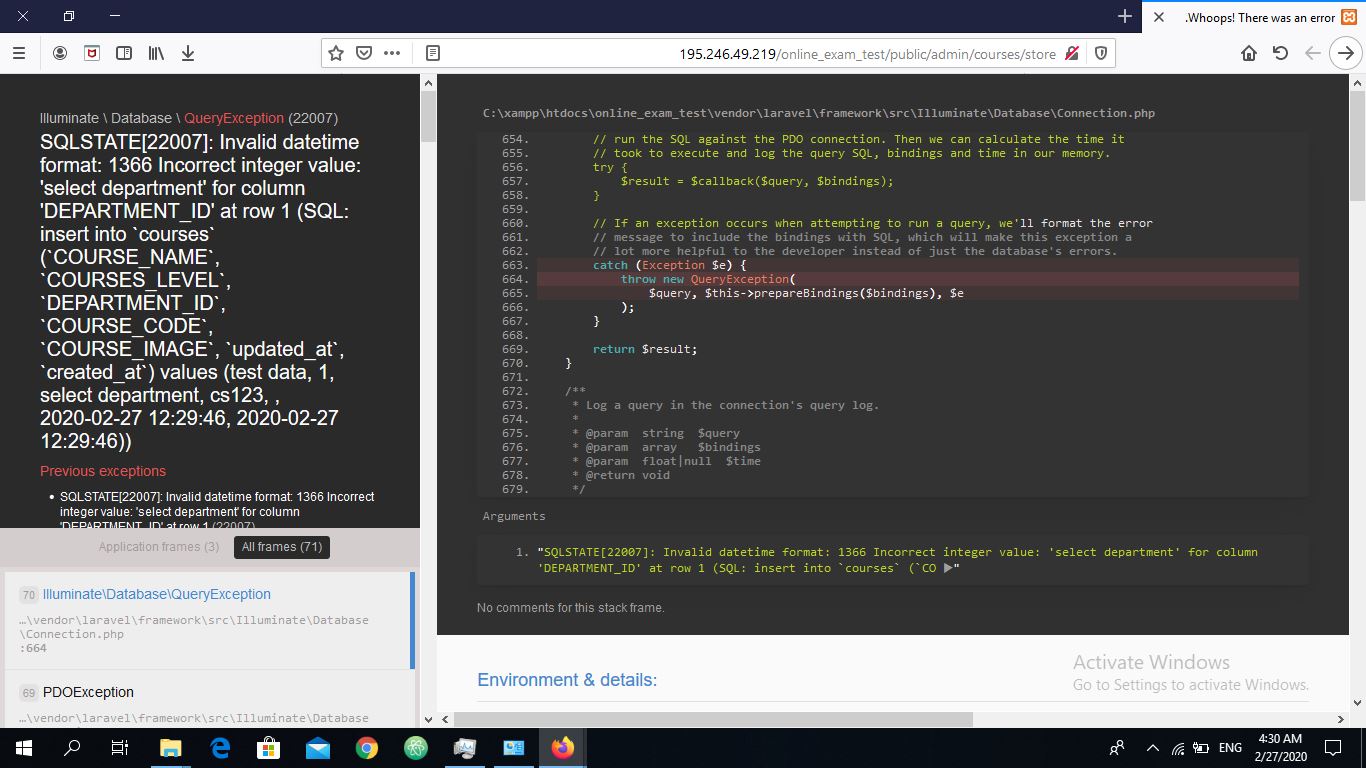 .Whoops! There was an error
195.246.49.219/online_exam_test/public/admin/courses/store
Illuminate \ Database \ QueryException (22007)
SQLSTATE[22007]: Invalid datetime
format: 1366 Incorrect integer value:
'select department' for column
'DEPARTMENT_ID' at row 1 (SQL:
insert into `courses`
(`COURSE_NAME`,
`COURSES_LEVEL`,
`DEPARTMENT_ID`,
`COURSE_CODE`,
`COURSE_IMAGE`, `updated_at`,
`created_at`) values (test data, 1,
select department, cs123, ,
2020-02-27 12:29:46, 2020-02-27
12:29:46))
Previous exceptions
• SQLSTATE[22007]: Invalid datetime format: 1366 Incorrect
integer value: 'select department' for column
'DEPARTMENT_ID' at row 1 (22007)
Application frames (3) All frames (71)
70 Illuminate\Database\QueryException
…\vendor\laravel\framework\src\Illuminate\Database
\Connection.php
:664
69 PDOException
…\vendor\laravel\framework\src\Illuminate\Database
C:\xampp\htdocs\online_exam_test\vendor\laravel\framework\src\Illuminate\Database\Connection.php
654. // run the SQL against the PDO connection. Then we can calculate the time it
655. // took to execute and log the query SQL, bindings and time in our memory.
656. try {
657. $result = $callback($query, $bindings);
658. }
659.
660. // If an exception occurs when attempting to run a query, we'll format the error
661. // message to include the bindings with SQL, which will make this exception a
662. // lot more helpful to the developer instead of just the database's errors.
663. catch (Exception $e) {
664. throw new QueryException(
665. $query, $this->prepareBindings($bindings), $e
666. );
667. }
668.
669. return $result;
670. }
671.
672. /**
673. * Log a query in the connection's query log.
674. *
675. * @param string $query
676. * @param array $bindings
677. * @param float|null $time
678. * @return void
679. */
Arguments
1. "SQLSTATE[22007]: Invalid datetime format: 1366 Incorrect integer value: 'select department' for column
'DEPARTMENT_ID' at row 1 (SQL: insert into `courses` (`CO ▶"
No comments for this stack frame.
Environment & details:
Activate Windows
Go to Settings to activate Windows.
ENG
4:30 AM
2/27/2020